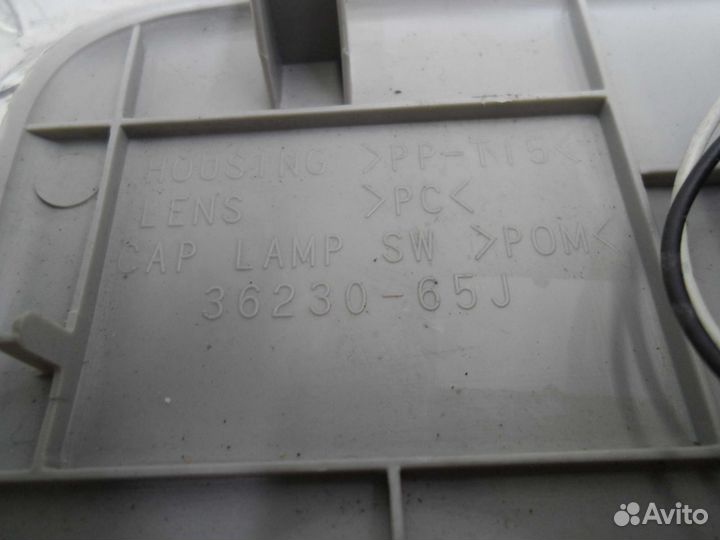 HOUSING >PP-T15<
LENS >PC<
CAP LAMP SW >POM<
36230-65J
Avito